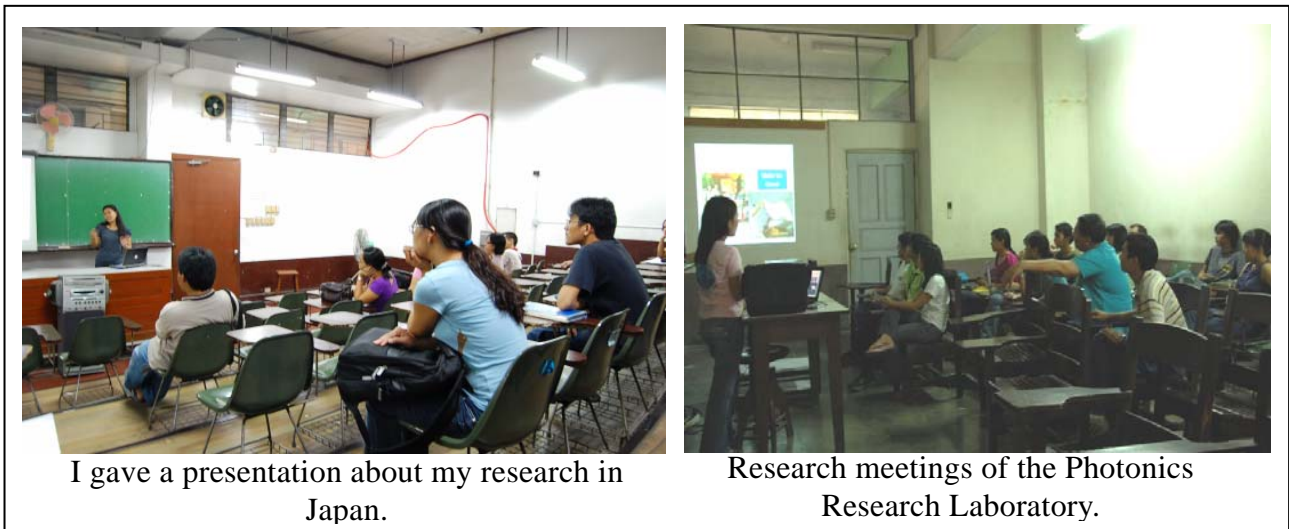 I gave a presentation about my research in
Japan.
Research meetings of the Photonics
Research Laboratory.